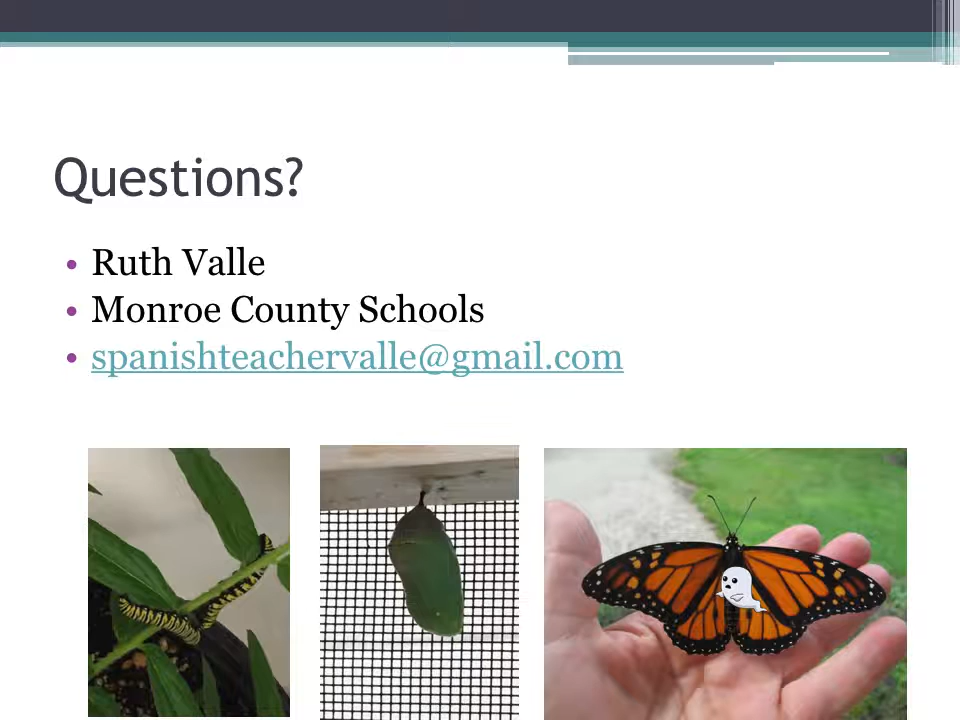 Questions?
• Ruth Valle
• Monroe County Schools
• spanishteachervalle@gmail.com